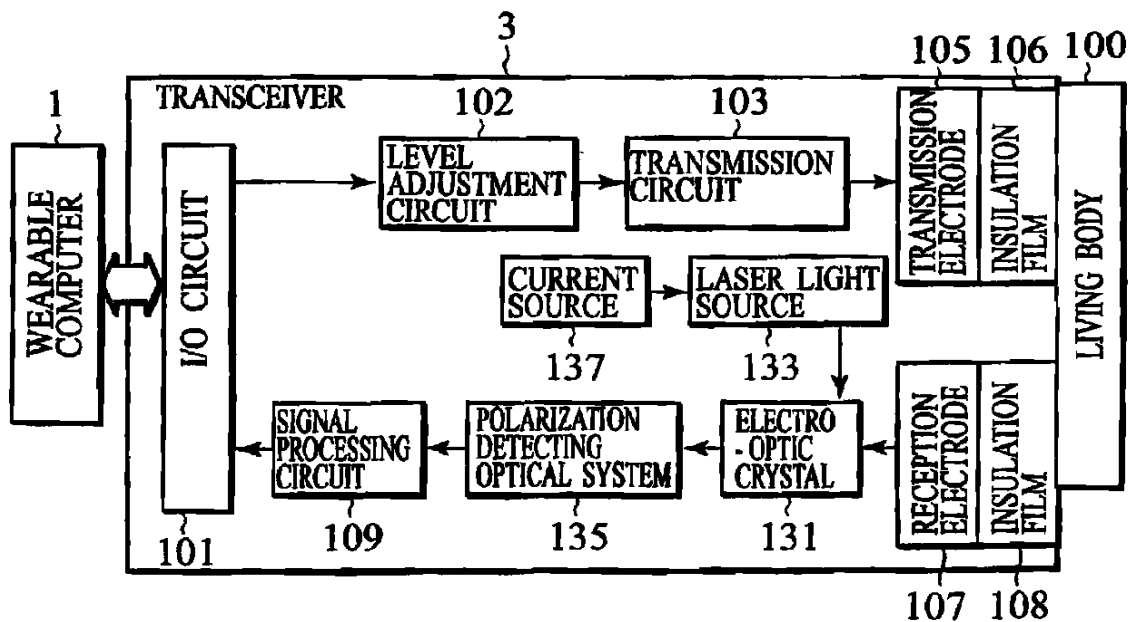 3
105 106 100
TRANSCEIVER
1
102
103
WEARABLE
COMPUTER
I/O CIRCUIT
LEVEL
ADJUSTMENT
CIRCUIT
TRANSMISSION
CIRCUIT
TRANSMISSION
ELECTRODE
INSULATION
FILM
LIVING BODY
CURRENT
SOURCE
LASER LIGHT
SOURCE
137
133
SIGNAL
PROCESSING
CIRCUIT
POLARIZATION
DETECTING
OPTICAL SYSTEM
ELECTRO
- OPTIC
CRYSTAL
RECEPTION
ELECTRODE
INSULATION
FILM
101
109
135
131
107 108